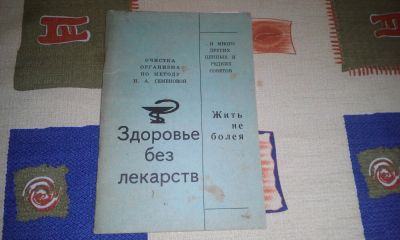 ОЧИСТКА
ОРГАНИЗМА
ПО МЕТОДУ
Н. А. СЕМЕНОВОЙ
Здоровье
без
лекарств
И МНОГО
ДРУГИХ
ЦЕННЫХ И
РЕДКИХ
СОВЕТОВ
Жить
не
болея